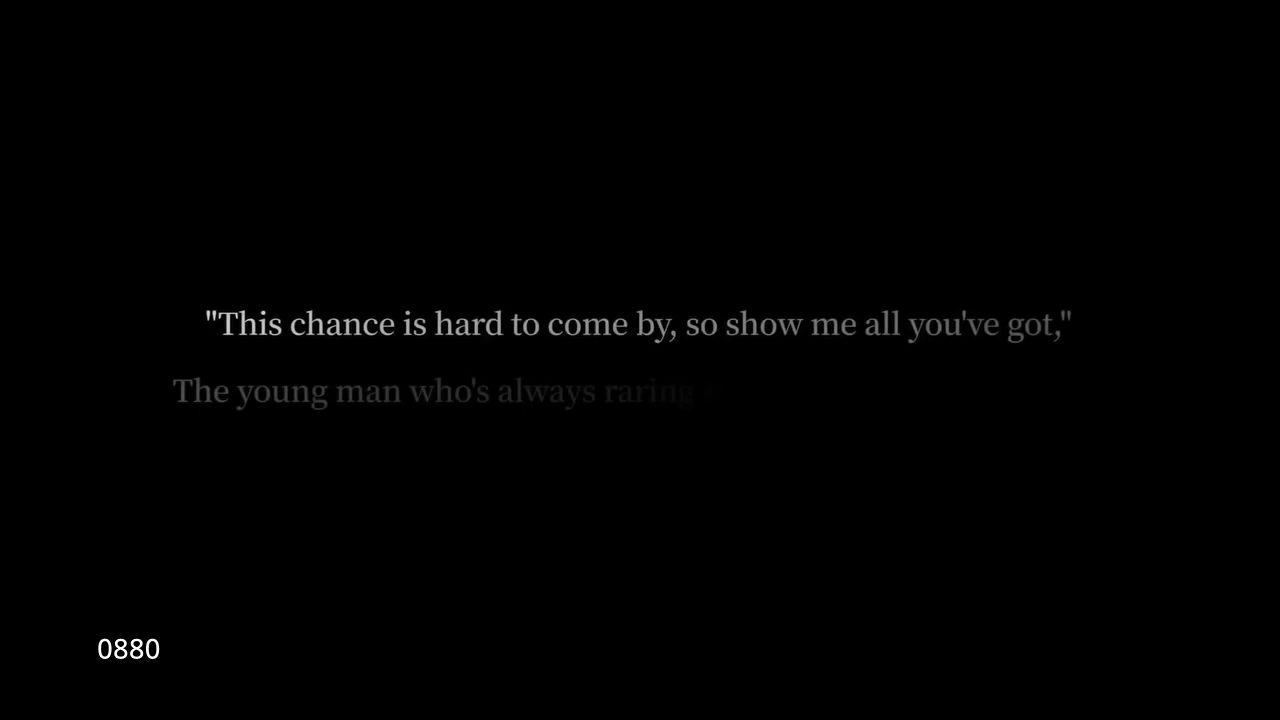 "This chance is hard to come by, so show me all you've got,"
The young man who's always raring
0880